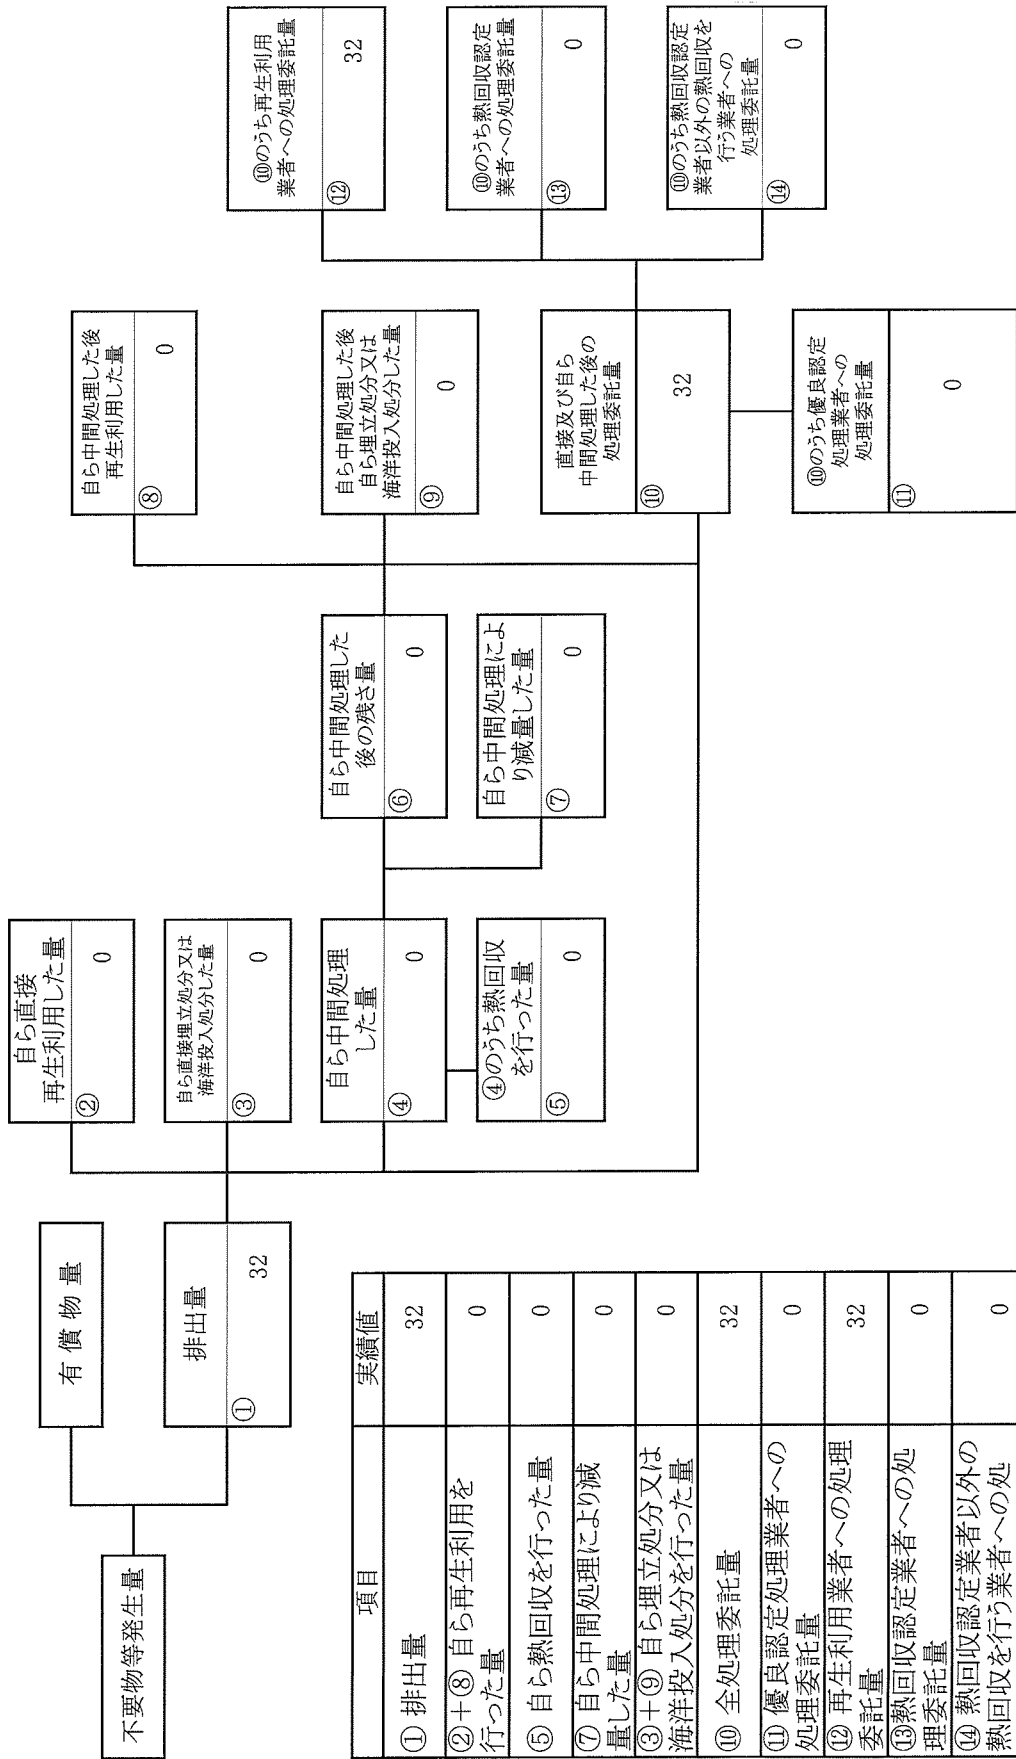 不要物等発生量
有 償 物 量
排出量
①
32
自ら直接
再生利用した量
②
0
自ら直接埋立処分又は
海洋投入処分した量
③
0
自ら中間処理
した量
④
0
④のうち熱回収
を行った量
⑤
0
自ら中間処理した
後の残さ量
⑥
0
自ら中間処理によ
り減量した量
⑦
0
自ら中間処理した後
再生利用した量
⑧
0
自ら中間処理した後
自ら埋立処分又は
海洋投入処分した量
⑨
0
直接及び自ら
中間処理した後の
処理委託量
⑩
32
⑩のうち優良認定
処理業者への
処理委託量
⑪
0
⑩のうち再生利用
業者への処理委託量
⑫
32
⑩のうち熱回収認定
業者への処理委託量
⑬
0
⑩のうち熱回収認定
業者以外の熱回収を
行う業者への
処理委託量
⑭
0
項目 実績値
① 排出量 32
②+⑧ 自ら再生利用を
行った量 0
⑤ 自ら熱回収を行った量 0
⑦ 自ら中間処理により減
量した量 0
③+⑨ 自ら埋立処分又は
海洋投入処分を行った量 0
⑩ 全処理委託量 32
⑪ 優良認定処理業者への
処理委託量 0
⑫ 再生利用業者への処理
委託量 32
⑬熱回収認定業者への処
理委託量 0
⑭ 熱回収認定業者以外の
熱回収を行う業者への処 0